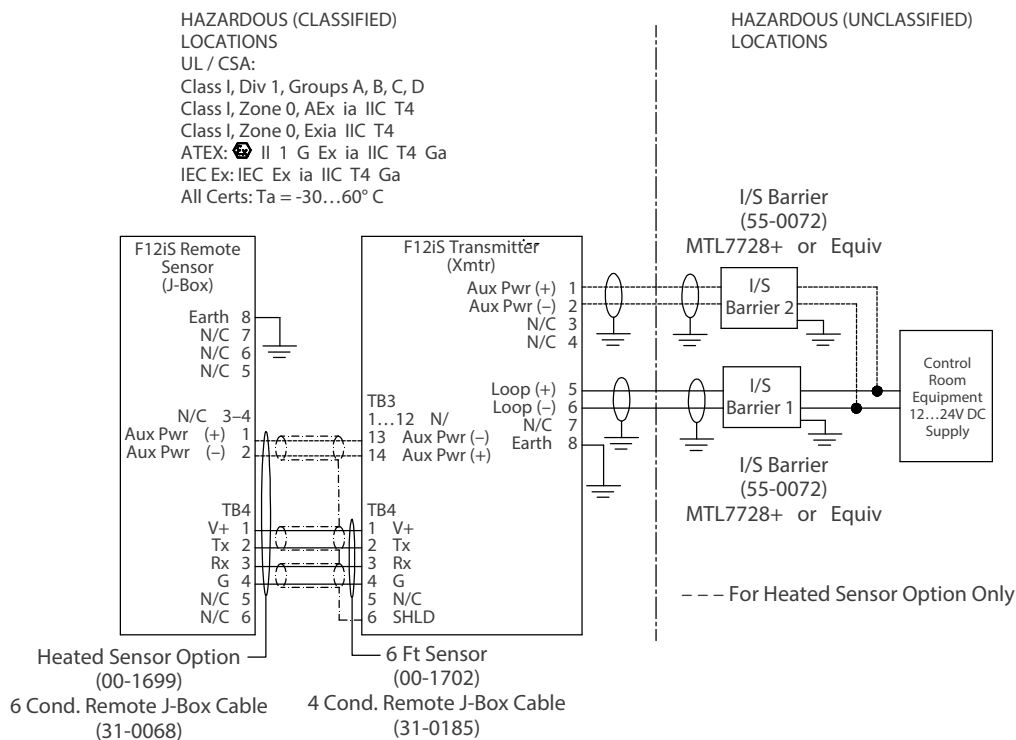 HAZARDOUS (CLASSIFIED)
LOCATIONS
UL / CSA:
Class I, Div 1, Groups A, B, C, D
Class I, Zone 0, AEx ia IIC T4
Class I, Zone 0, Exia IIC T4
ATEX: Ex II 1 G Ex ia IIC T4 Ga
IEC Ex: IEC Ex ia IIC T4 Ga
All Certs: Ta = -30…60° C
HAZARDOUS (UNCLASSIFIED)
LOCATIONS
I/S Barrier
(55-0072)
MTL7728+ or Equiv
F12iS Remote
Sensor
(J-Box)
Earth 8
N/C 7
N/C 6
N/C 5
N/C 3–4
Aux Pwr (+) 1
Aux Pwr (–) 2
TB4
V+ 1
Tx 2
Rx 3
G 4
N/C 5
N/C 6
F12iS Transmitter
(Xmtr)
Aux Pwr (+) 1
Aux Pwr (–) 2
N/C 3
N/C 4
Loop (+) 5
Loop (–) 6
N/C 7
Earth 8
TB3
1…12 N/
13 Aux Pwr (–)
14 Aux Pwr (+)
TB4
1 V+
2 Tx
3 Rx
4 G
5 N/C
6 SHLD
I/S
Barrier 2
I/S
Barrier 1
Control
Room
Equipment
12…24V DC
Supply
I/S Barrier
(55-0072)
MTL7728+ or Equiv
– – – For Heated Sensor Option Only
Heated Sensor Option
(00-1699)
6 Cond. Remote J-Box Cable
(31-0068)
6 Ft Sensor
(00-1702)
4 Cond. Remote J-Box Cable
(31-0185)